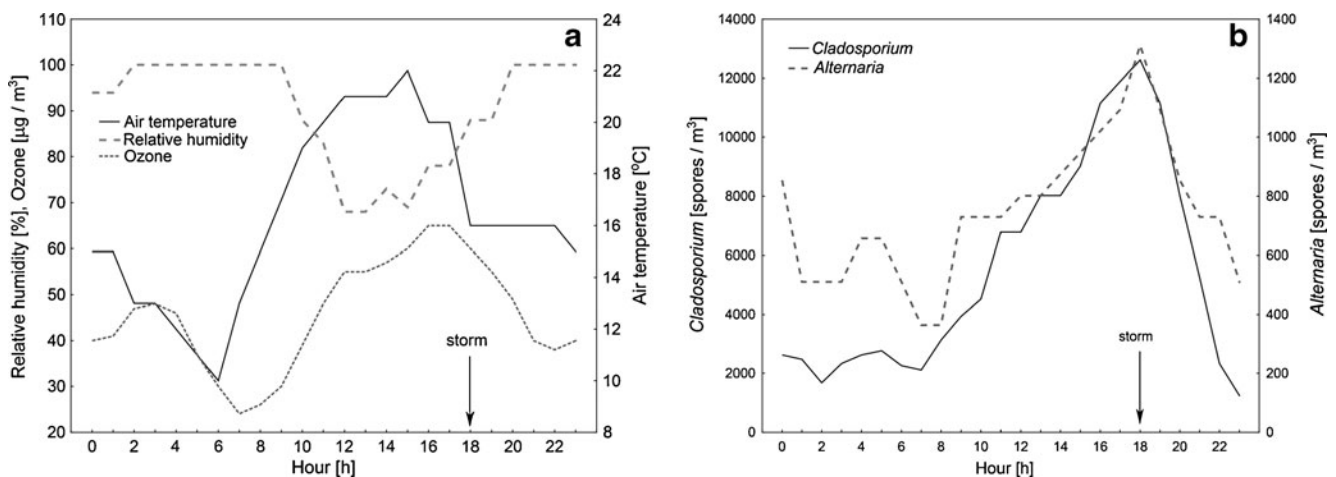 a
Air temperature
Relative humidity
Ozone
storm
Relative humidity [%], Ozone [µg / m³]
110
100
90
80
70
60
50
40
30
20
24
22
20
18
16
14
12
10
8
Air temperature [°C]
0 2 4 6 8 10 12 14 16 18 20 22
Hour [h]
b
Cladosporium
Alternaria
storm
Cladosporium [spores / m³]
14000
12000
10000
8000
6000
4000
2000
0
1400
1200
1000
800
600
400
200
0
Alternaria [spores / m³]
0 2 4 6 8 10 12 14 16 18 20 22
Hour [h]